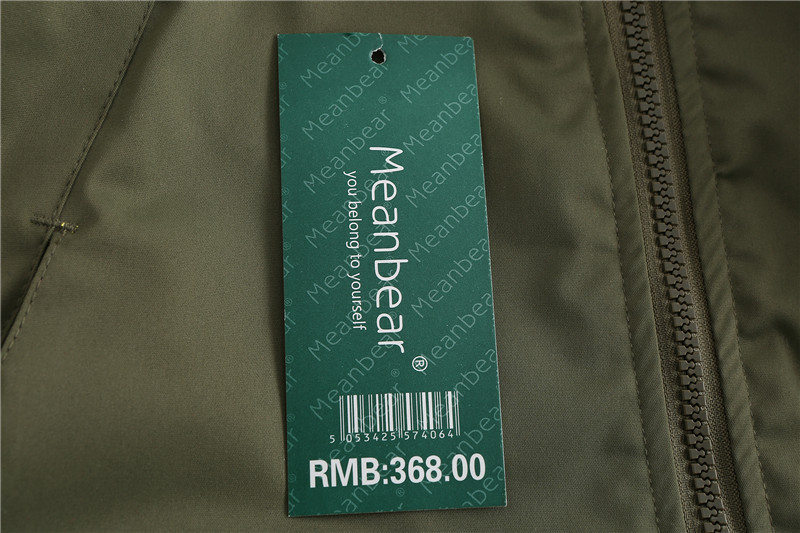 Meanbear®
you belong to yourself
5 053425 574064
RMB:368.00